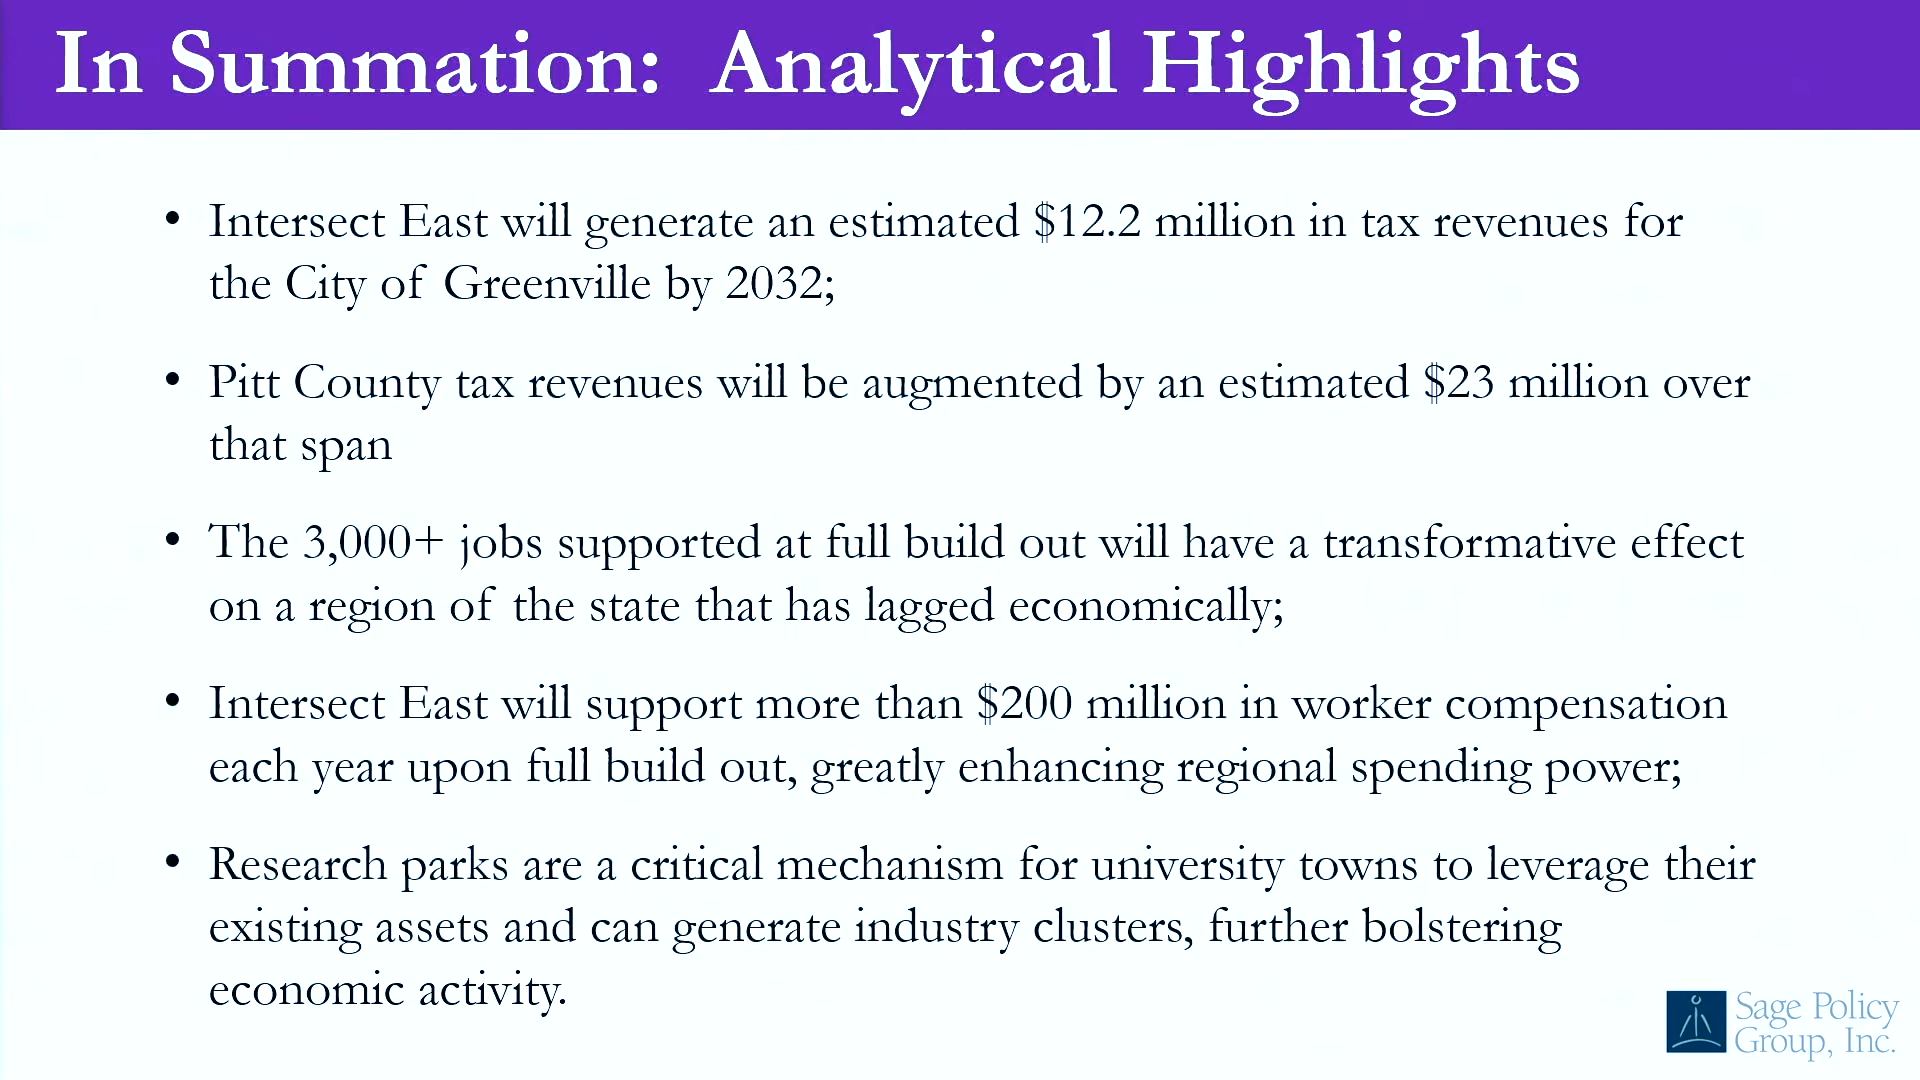 In Summation: Analytical Highlights
• Intersect East will generate an estimated $12.2 million in tax revenues for
the City of Greenville by 2032;
• Pitt County tax revenues will be augmented by an estimated $23 million over
that span
• The 3,000+ jobs supported at full build out will have a transformative effect
on a region of the state that has lagged economically;
• Intersect East will support more than $200 million in worker compensation
each year upon full build out, greatly enhancing regional spending power;
• Research parks are a critical mechanism for university towns to leverage their
existing assets and can generate industry clusters, further bolstering
economic activity.
Sage Policy
Group, Inc.